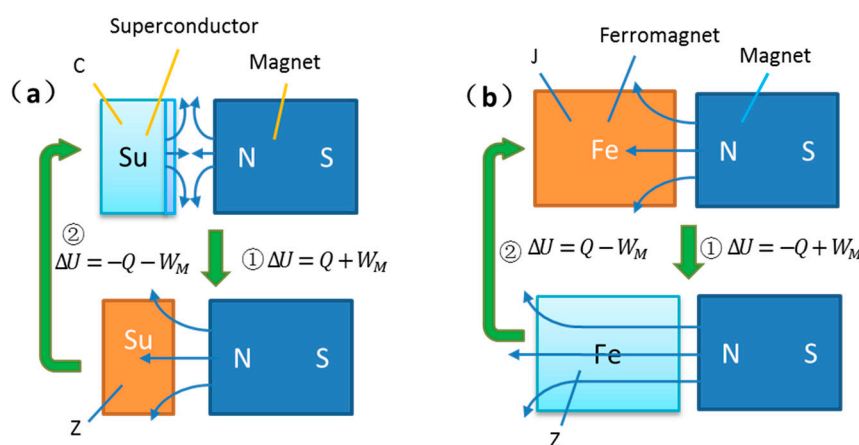 (a)
Superconductor
C
Magnet
Su
N
S
② ΔU = −Q − W_M
① ΔU = Q + W_M
Su
N
S
Z
(b)
Ferromagnet
J
Magnet
Fe
N
S
② ΔU = Q − W_M
① ΔU = −Q + W_M
Fe
N
S
Z